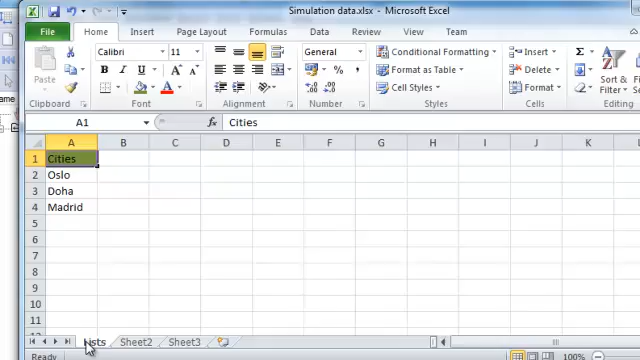 Simulation data.xlsx - Microsoft Excel
File Home Insert Page Layout Formulas Data Review View Team
Calibri 11 General Conditional Formatting Insert Σ
Paste B I U A A A $ % , Format as Table Delete Sort & Find &
Cell Styles Format Filter Select
Clipboard Font Alignment Number Styles Cells Editing
A1 fx Cities
A B C D E F G H I J K L
1 Cities
2 Oslo
3 Doha
4 Madrid
5
6
7
8
9
10
11
Lists Sheet2 Sheet3
Ready